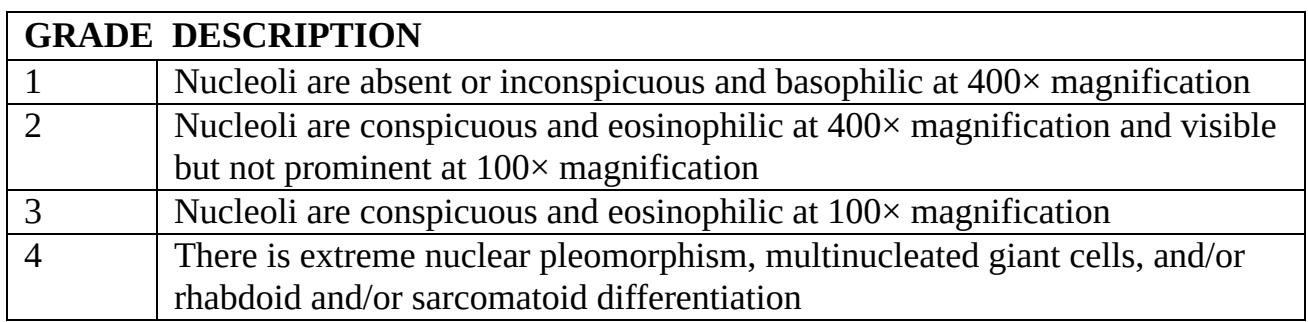 GRADE DESCRIPTION
1 Nucleoli are absent or inconspicuous and basophilic at 400× magnification
2 Nucleoli are conspicuous and eosinophilic at 400× magnification and visible
but not prominent at 100× magnification
3 Nucleoli are conspicuous and eosinophilic at 100× magnification
4 There is extreme nuclear pleomorphism, multinucleated giant cells, and/or
rhabdoid and/or sarcomatoid differentiation